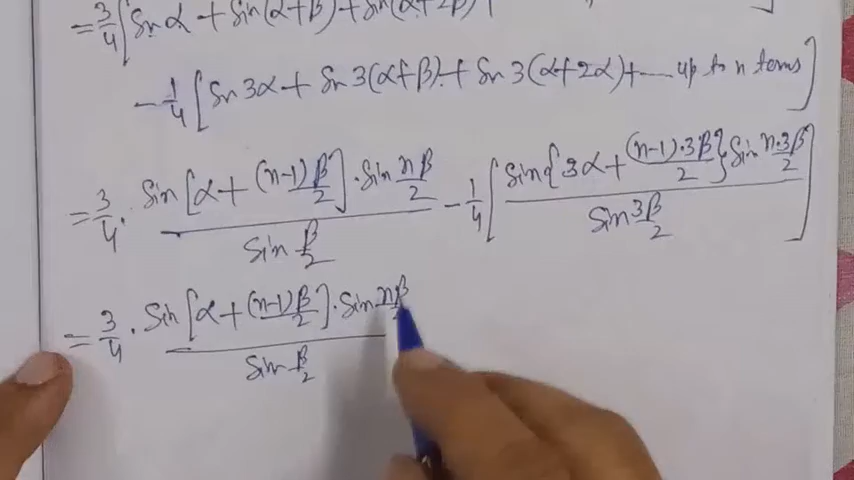 = 3/4 [Sin α + Sin(α+β) + Sin(α+2β)
- 1/4 [Sin 3α + Sin 3(α+β) + Sin 3(α+2α) + --- up to n terms]
= 3/4 · Sin[α + (n-1)β/2] · Sin nβ/2 / Sin β/2 - 1/4 [Sin{3α + (n-1)·3β/2} Sin n·3β/2 / Sin 3β/2]
= 3/4 · Sin[α + (n-1)β/2] · Sin nβ/2 / Sin β/2